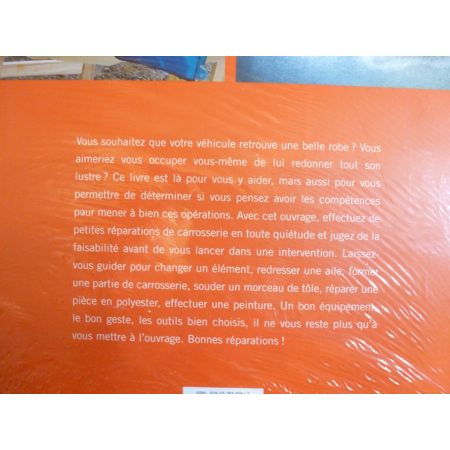 Vous souhaitez que votre véhicule retrouve une belle robe ? Vous
aimeriez vous occuper vous-même de lui redonner tout son
lustre ? Ce livre est là pour vous y aider, mais aussi pour vous
permettre de déterminer si vous pensez avoir les compétences
pour mener à bien ces opérations. Avec cet ouvrage, effectuez de
petites réparations de carrosserie en toute quiétude et jugez de la
faisabilité avant de vous lancer dans une intervention. Laissez-
vous guider pour changer un élément, redresser une aile, former
une partie de carrosserie, souder un morceau de tôle, réparer une
pièce en polyester, effectuer une peinture. Un bon équipement,
le bon geste, les outils bien choisis, il ne vous reste plus qu'à
vous mettre à l'ouvrage. Bonnes réparations !